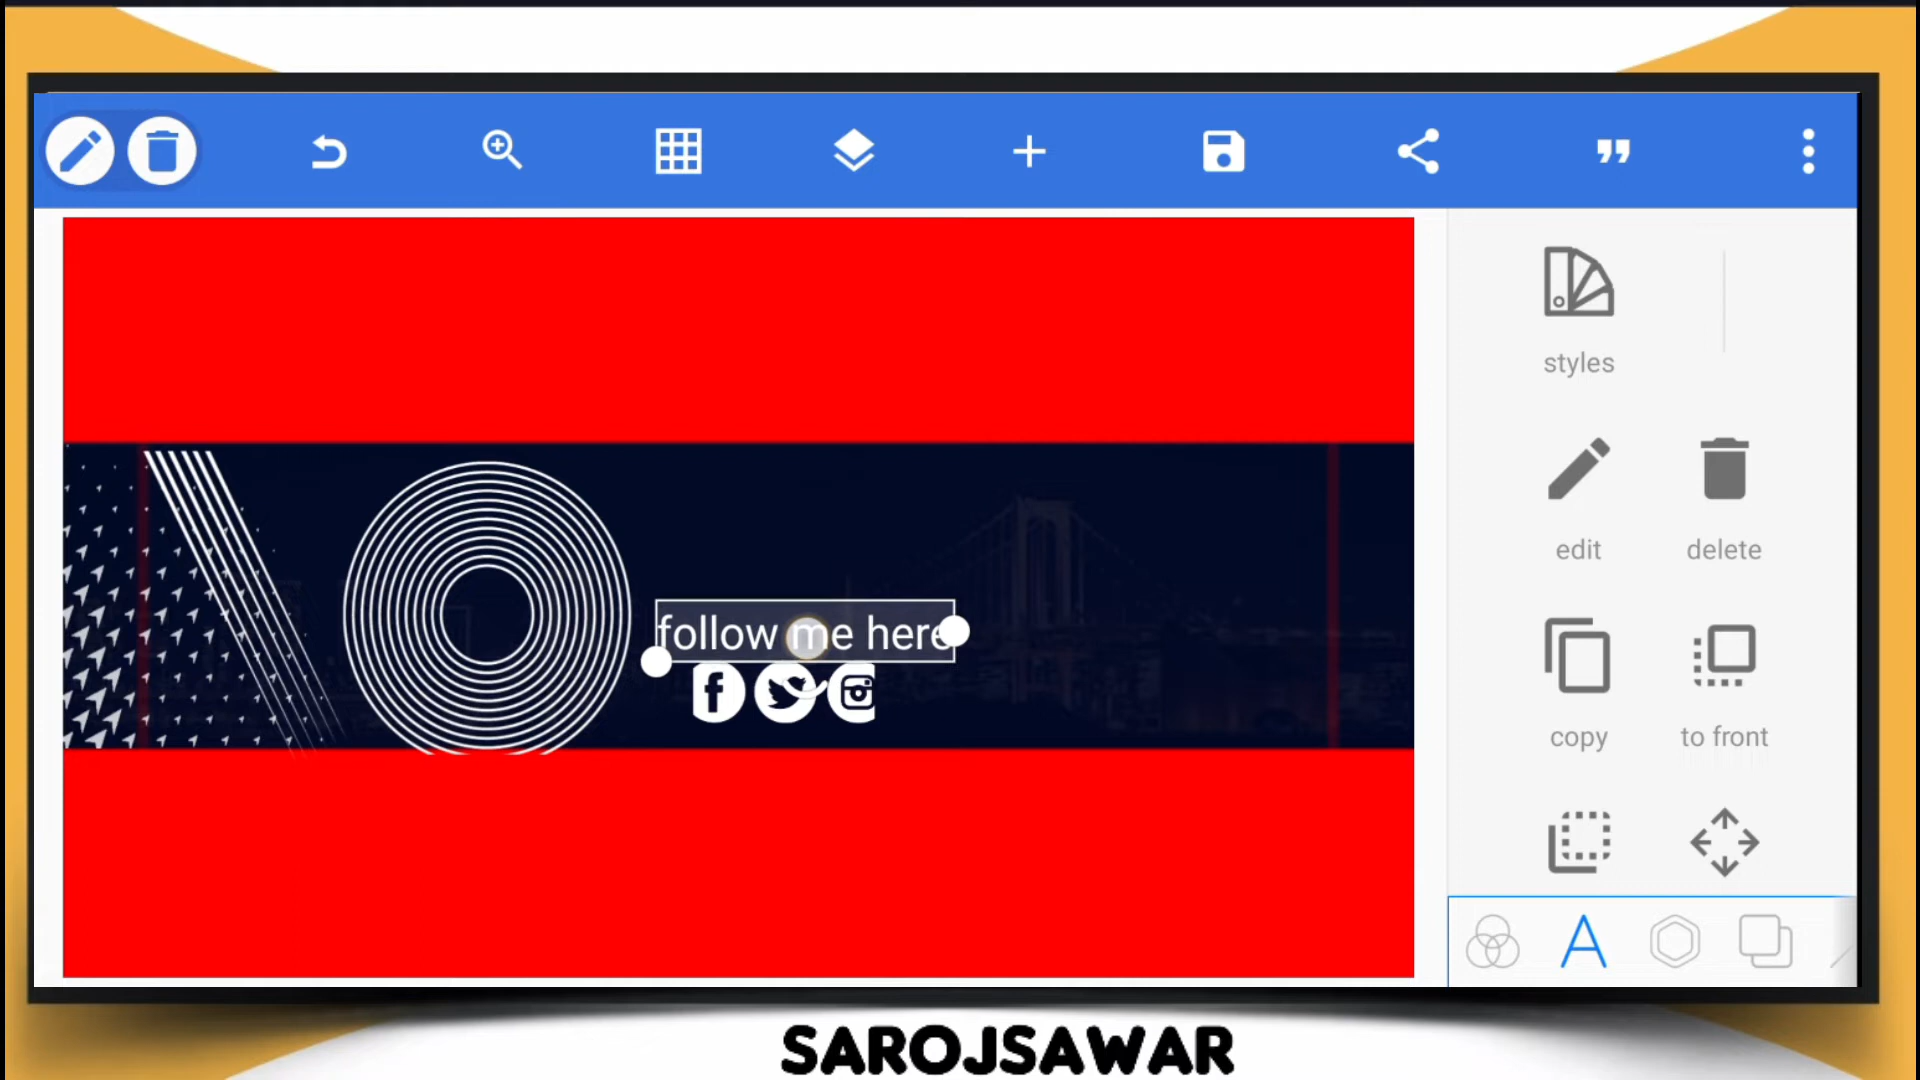 styles
edit
delete
follow me here
copy
to front
SAROJSAWAR